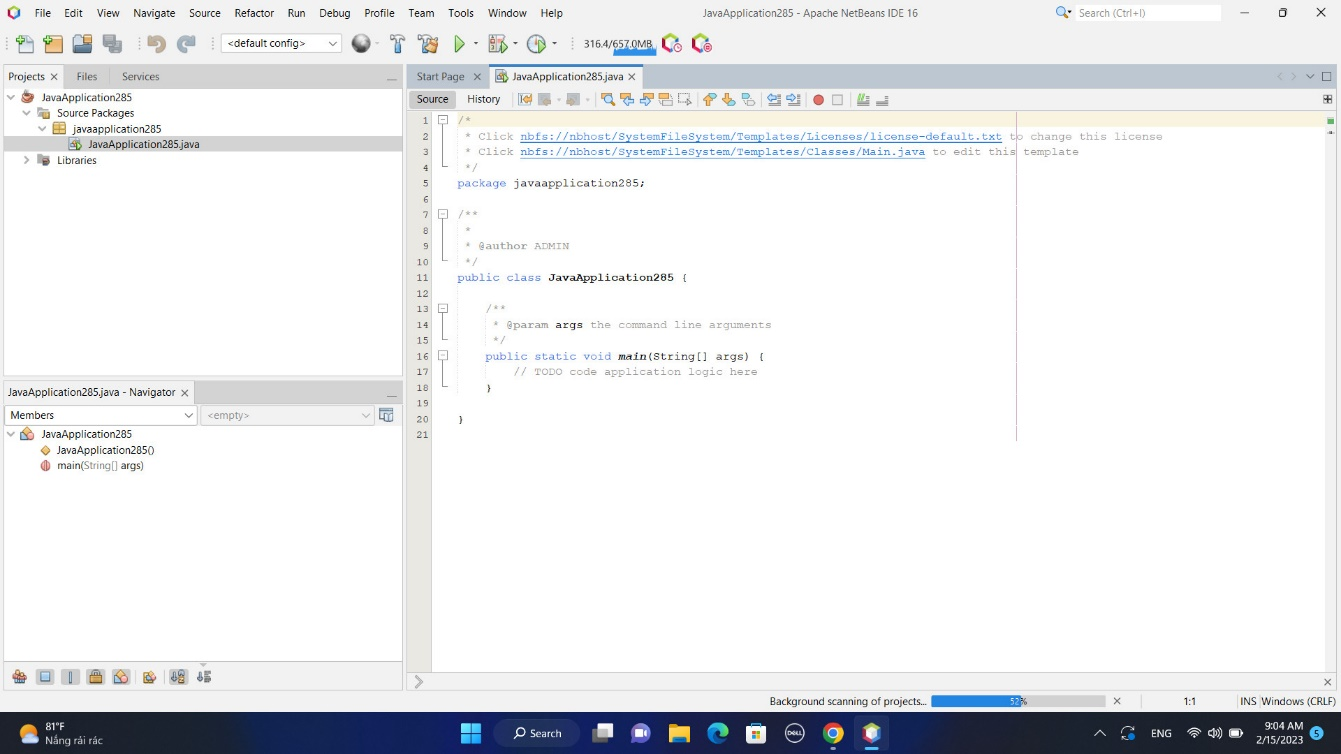 File Edit View Navigate Source Refactor Run Debug Profile Team Tools Window Help
JavaApplication285 - Apache NetBeans IDE 16
Search (Ctrl+I)
<default config>
316.4/657.0MB
Projects Files Services
JavaApplication285
Source Packages
javaapplication285
JavaApplication285.java
Libraries
JavaApplication285.java - Navigator
Members
<empty>
JavaApplication285
JavaApplication285()
main(String[] args)
Start Page JavaApplication285.java
Source History
1 /*
2 * Click nbfs://nbhost/SystemFileSystem/Templates/Licenses/license-default.txt to change this license
3 * Click nbfs://nbhost/SystemFileSystem/Templates/Classes/Main.java to edit this template
4 */
5 package javaapplication285;
6
7 /**
8 *
9 * @author ADMIN
10 */
11 public class JavaApplication285 {
12
13 /**
14 * @param args the command line arguments
15 */
16 public static void main(String[] args) {
17 // TODO code application logic here
18 }
19
20 }
21
Background scanning of projects... 52%
1:1 INS Windows (CRLF)
81°F
Nắng rải rác
Search
DELL
ENG
9:04 AM
2/15/2023
5